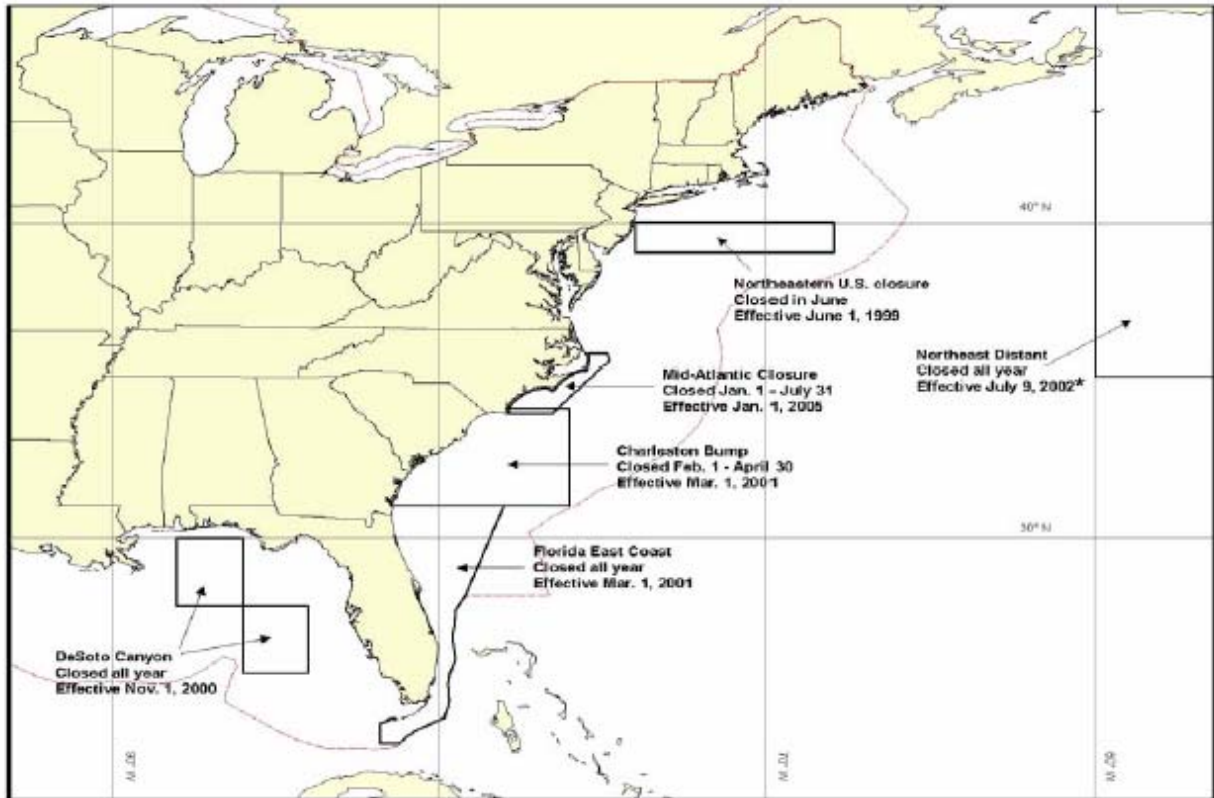 40° N
Northeastern U.S. closure
Closed in June
Effective June 1, 1999
Northeast Distant
Closed all year
Effective July 9, 2002*
Mid-Atlantic Closure
Closed Jan. 1 - July 31
Effective Jan. 1, 2005
Charleston Bump
Closed Feb. 1 - April 30
Effective Mar. 1, 2001
30° N
Florida East Coast
Closed all year
Effective Mar. 1, 2001
DeSoto Canyon
Closed all year
Effective Nov. 1, 2000
90° W
70° W
60° W